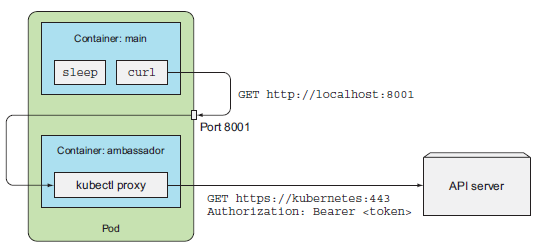 Container: main
sleep
curl
GET http://localhost:8001
Port 8001
Container: ambassador
kubectl proxy
GET https://kubernetes:443
Authorization: Bearer <token>
API server
Pod